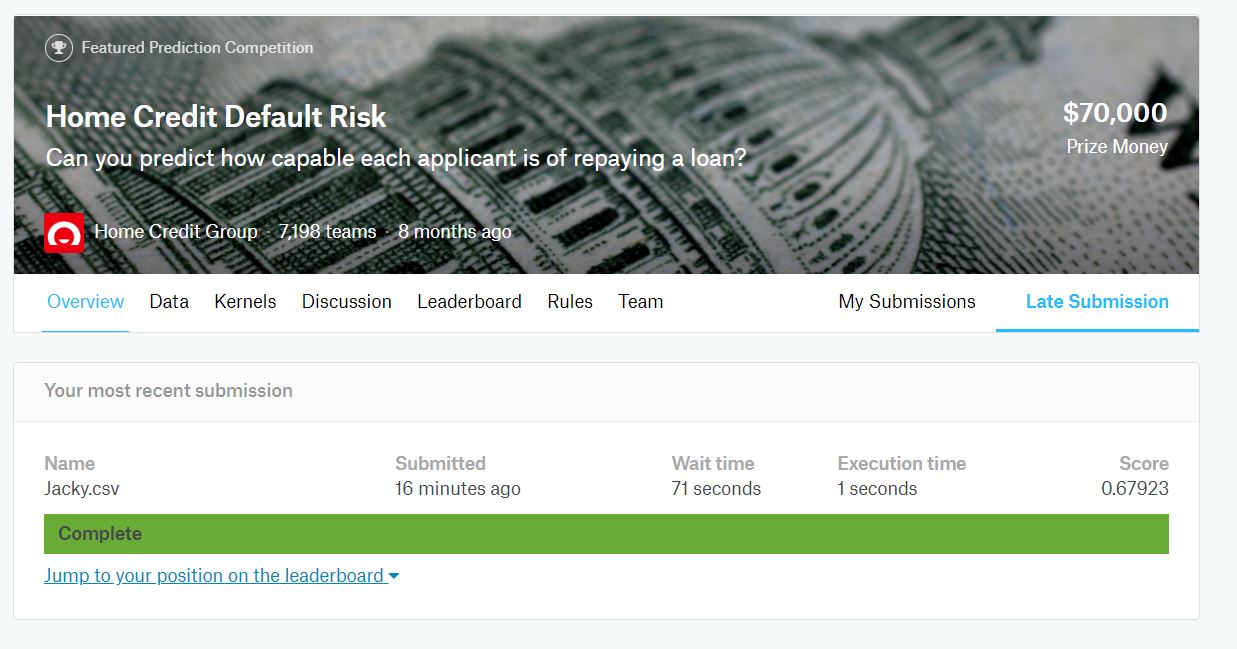 Featured Prediction Competition
Home Credit Default Risk
$70,000
Can you predict how capable each applicant is of repaying a loan?
Prize Money
Home Credit Group · 7,198 teams · 8 months ago
Overview Data Kernels Discussion Leaderboard Rules Team My Submissions Late Submission
Your most recent submission
Name Submitted Wait time Execution time Score
Jacky.csv 16 minutes ago 71 seconds 1 seconds 0.67923
Complete
Jump to your position on the leaderboard